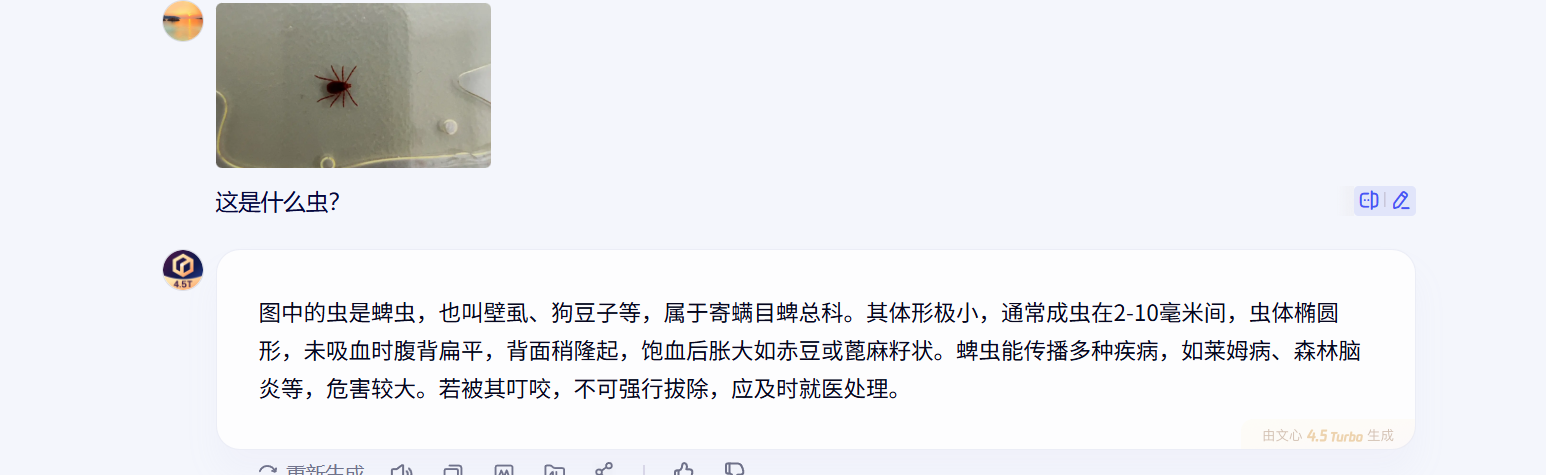 这是什么虫？
4.5T
图中的虫是蜱虫，也叫壁虱、狗豆子等，属于寄螨目蜱总科。其体形极小，通常成虫在2-10毫米间，虫体椭圆
形，未吸血时腹背扁平，背面稍隆起，饱血后胀大如赤豆或蓖麻籽状。蜱虫能传播多种疾病，如莱姆病、森林脑
炎等，危害较大。若被其叮咬，不可强行拔除，应及时就医处理。
由文心 4.5 Turbo 生成
重新生成